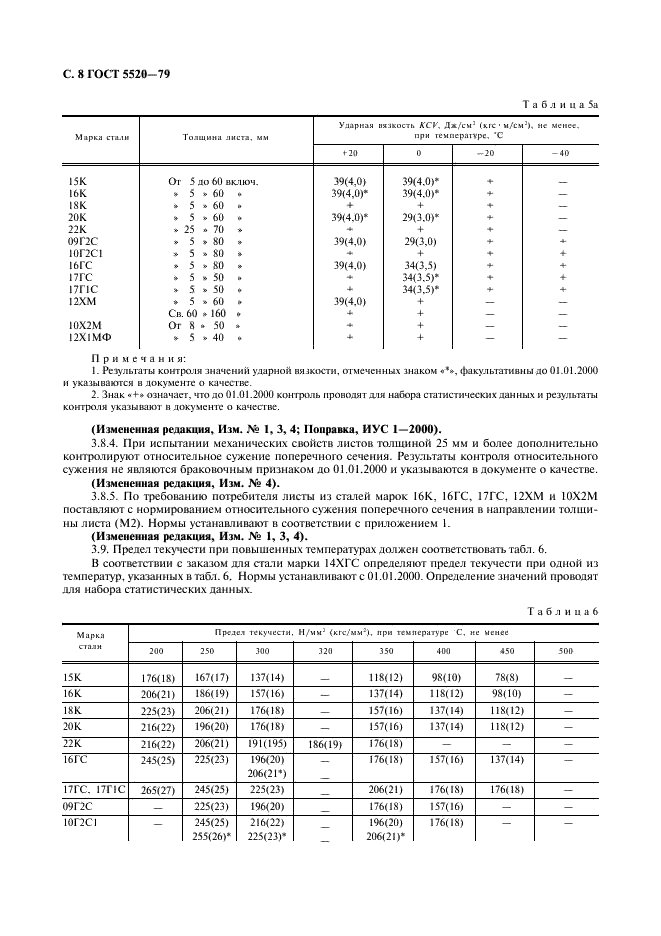 С. 8 ГОСТ 5520—79
Таблица 5а
Марка стали | Толщина листа, мм | Ударная вязкость KCV, Дж/см² (кгс · м/см²), не менее,
при температуре, °С
+20 | 0 | —20 | —40
15К | От 5 до 60 включ. | 39(4,0) | 39(4,0)* | + | —
16К | » 5 » 60 » | 39(4,0)* | 39(4,0)* | + | —
18К | » 5 » 60 » | + | + | + | —
20К | » 5 » 60 » | 39(4,0)* | 29(3,0)* | + | —
22К | » 25 » 70 » | + | + | + | —
09Г2С | » 5 » 80 » | 39(4,0) | 29(3,0) | + | +
10Г2С1 | » 5 » 80 » | + | + | + | +
16ГС | » 5 » 80 » | 39(4,0) | 34(3,5) | + | +
17ГС | » 5 » 50 » | + | 34(3,5)* | + | +
17Г1С | » 5 » 50 » | + | 34(3,5)* | + | +
12ХМ | » 5 » 60 » | 39(4,0) | + | — | —
Св. 60 » 160 » | + | + | — | —
10Х2М | От 8 » 50 » | + | + | — | —
12Х1МФ | » 5 » 40 » | + | + | — | —
Примечания:
1. Результаты контроля значений ударной вязкости, отмеченных знаком «*», факультативны до 01.01.2000
и указываются в документе о качестве.
2. Знак «+» означает, что до 01.01.2000 контроль проводят для набора статистических данных и результаты
контроля указывают в документе о качестве.
(Измененная редакция, Изм. № 1, 3, 4; Поправка, ИУС 1—2000).
3.8.4. При испытании механических свойств листов толщиной 25 мм и более дополнительно
контролируют относительное сужение поперечного сечения. Результаты контроля относительного
сужения не являются браковочным признаком до 01.01.2000 и указываются в документе о качестве.
(Измененная редакция, Изм. № 4).
3.8.5. По требованию потребителя листы из сталей марок 16К, 16ГС, 17ГС, 12ХМ и 10Х2М
поставляют с нормированием относительного сужения поперечного сечения в направлении толщи-
ны листа (М2). Нормы устанавливают в соответствии с приложением 1.
(Измененная редакция, Изм. № 1, 3, 4).
3.9. Предел текучести при повышенных температурах должен соответствовать табл. 6.
В соответствии с заказом для стали марки 14ХГС определяют предел текучести при одной из
температур, указанных в табл. 6. Нормы устанавливают с 01.01.2000. Определение значений проводят
для набора статистических данных.
Таблица 6
Марка
стали | Предел текучести, Н/мм² (кгс/мм²), при температуре °С, не менее
200 | 250 | 300 | 320 | 350 | 400 | 450 | 500
15К | 176(18) | 167(17) | 137(14) | — | 118(12) | 98(10) | 78(8) | —
16К | 206(21) | 186(19) | 157(16) | — | 137(14) | 118(12) | 98(10) | —
18К | 225(23) | 206(21) | 176(18) | — | 157(16) | 137(14) | 118(12) | —
20К | 216(22) | 196(20) | 176(18) | — | 157(16) | 137(14) | 118(12) | —
22К | 216(22) | 206(21) | 191(195) | 186(19) | 176(18) | — | — | —
16ГС | 245(25) | 225(23) | 196(20) | — | 176(18) | 157(16) | 137(14) | —
206(21*) | —
17ГС, 17Г1С | 265(27) | 245(25) | 225(23) | — | 206(21) | 176(18) | 176(18) | —
09Г2С | — | 225(23) | 196(20) | — | 176(18) | 157(16) | — | —
10Г2С1 | — | 245(25) | 216(22) | — | 196(20) | 176(18) | — | —
255(26)* | 225(23)* | — | 206(21)*